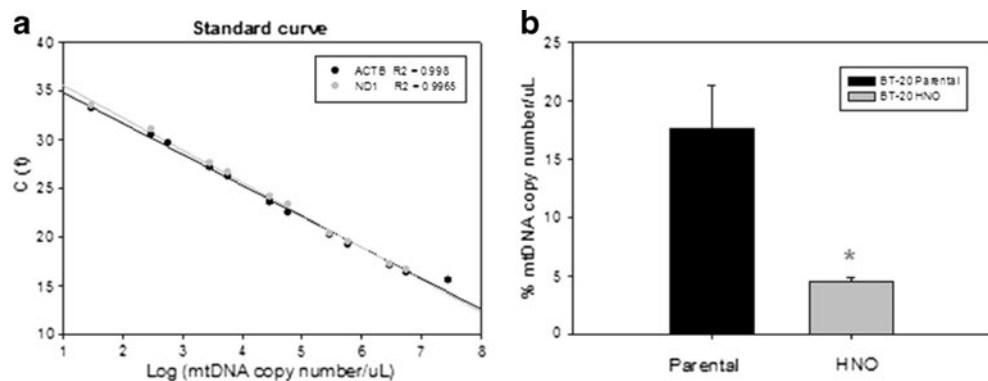 a
Standard curve
40
35
30
25
20
15
10
C (t)
ACTB R2 = 0.998
ND1 R2 = 0.9965
1 2 3 4 5 6 7 8
Log (mtDNA copy number/uL)
b
25
20
15
10
5
0
% mtDNA copy number/uL
BT-20 Parental
BT-20 HNO
*
Parental HNO